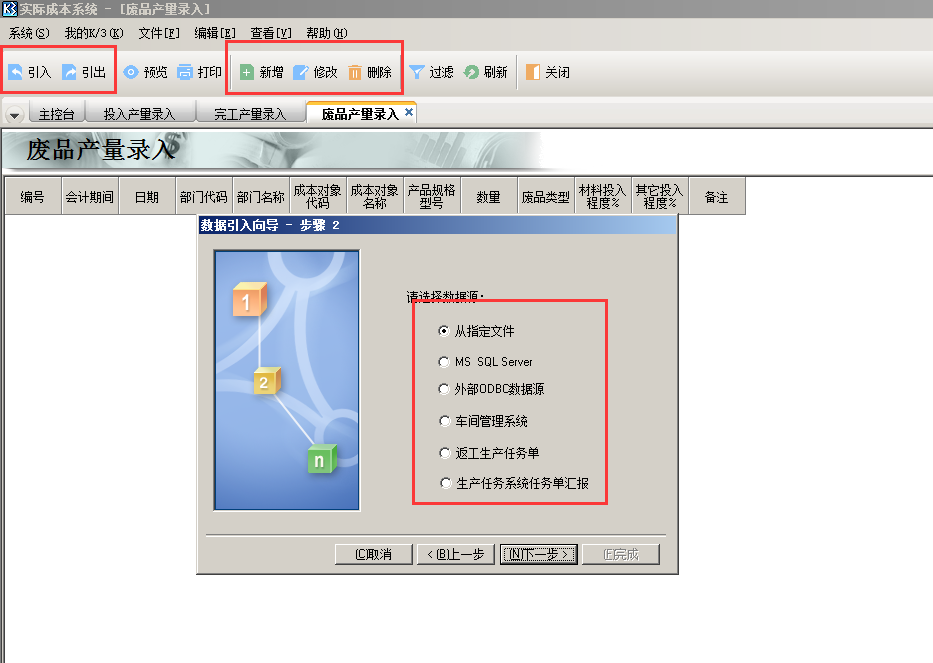 实际成本系统 - [废品产量录入]
系统(S) 我的K/3(K) 文件[F] 编辑[E] 查看[V] 帮助(H)
引入 引出 预览 打印 新增 修改 删除 过滤 刷新 关闭
主控台 投入产量录入 完工产量录入 废品产量录入 ×
废品产量录入
编号 会计期间 日期 部门代码 部门名称 成本对象代码 成本对象名称 产品规格型号 数量 废品类型 材料投入程度% 其它投入程度% 备注
数据引入向导 - 步骤 2
1
2
n
请选择数据源:
从指定文件
MS SQL Server
外部ODBC数据源
车间管理系统
返工生产任务单
生产任务系统任务单汇报
(C)取消 <(B)上一步 (N)下一步> (F)完成